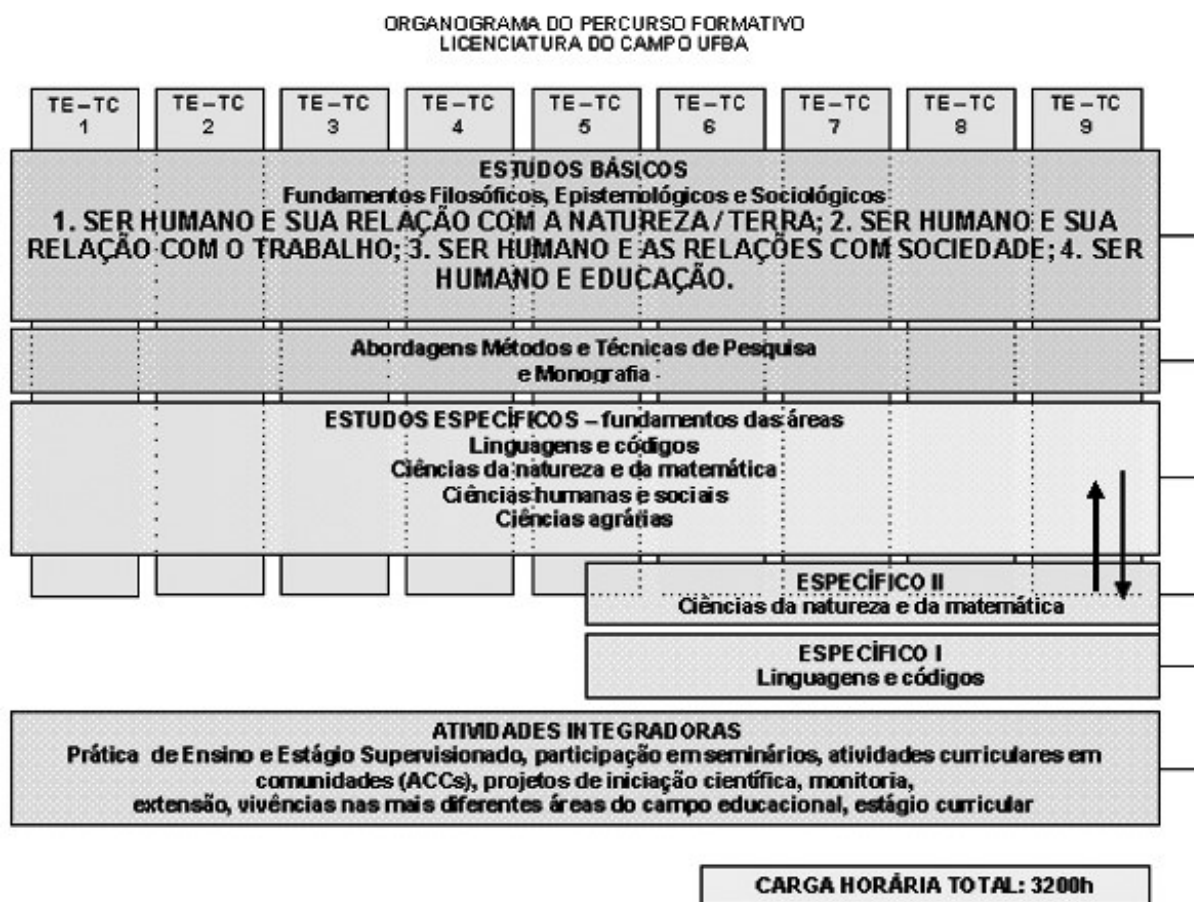 ORGANOGRAMA DO PERCURSO FORMATIVO
LICENCIATURA DO CAMPO UFBA
TE-TC 1
TE-TC 2
TE-TC 3
TE-TC 4
TE-TC 5
TE-TC 6
TE-TC 7
TE-TC 8
TE-TC 9
ESTUDOS BÁSICOS
Fundamentos Filosóficos, Epistemológicos e Sociológicos
1. SER HUMANO E SUA RELAÇÃO COM A NATUREZA / TERRA; 2. SER HUMANO E SUA
RELAÇÃO COM O TRABALHO; 3. SER HUMANO E AS RELAÇÕES COM SOCIEDADE; 4. SER
HUMANO E EDUCAÇÃO.
Abordagens Métodos e Técnicas de Pesquisa
e Monografia
ESTUDOS ESPECÍFICOS – fundamentos das áreas
Linguagens e códigos
Ciências da natureza e da matemática
Ciências humanas e sociais
Ciências agrárias
ESPECÍFICO II
Ciências da natureza e da matemática
ESPECÍFICO I
Linguagens e códigos
ATIVIDADES INTEGRADORAS
Prática de Ensino e Estágio Supervisionado, participação em seminários, atividades curriculares em
comunidades (ACCs), projetos de iniciação científica, monitoria,
extensão, vivências nas mais diferentes áreas do campo educacional, estágio curricular
CARGA HORÁRIA TOTAL: 3200h